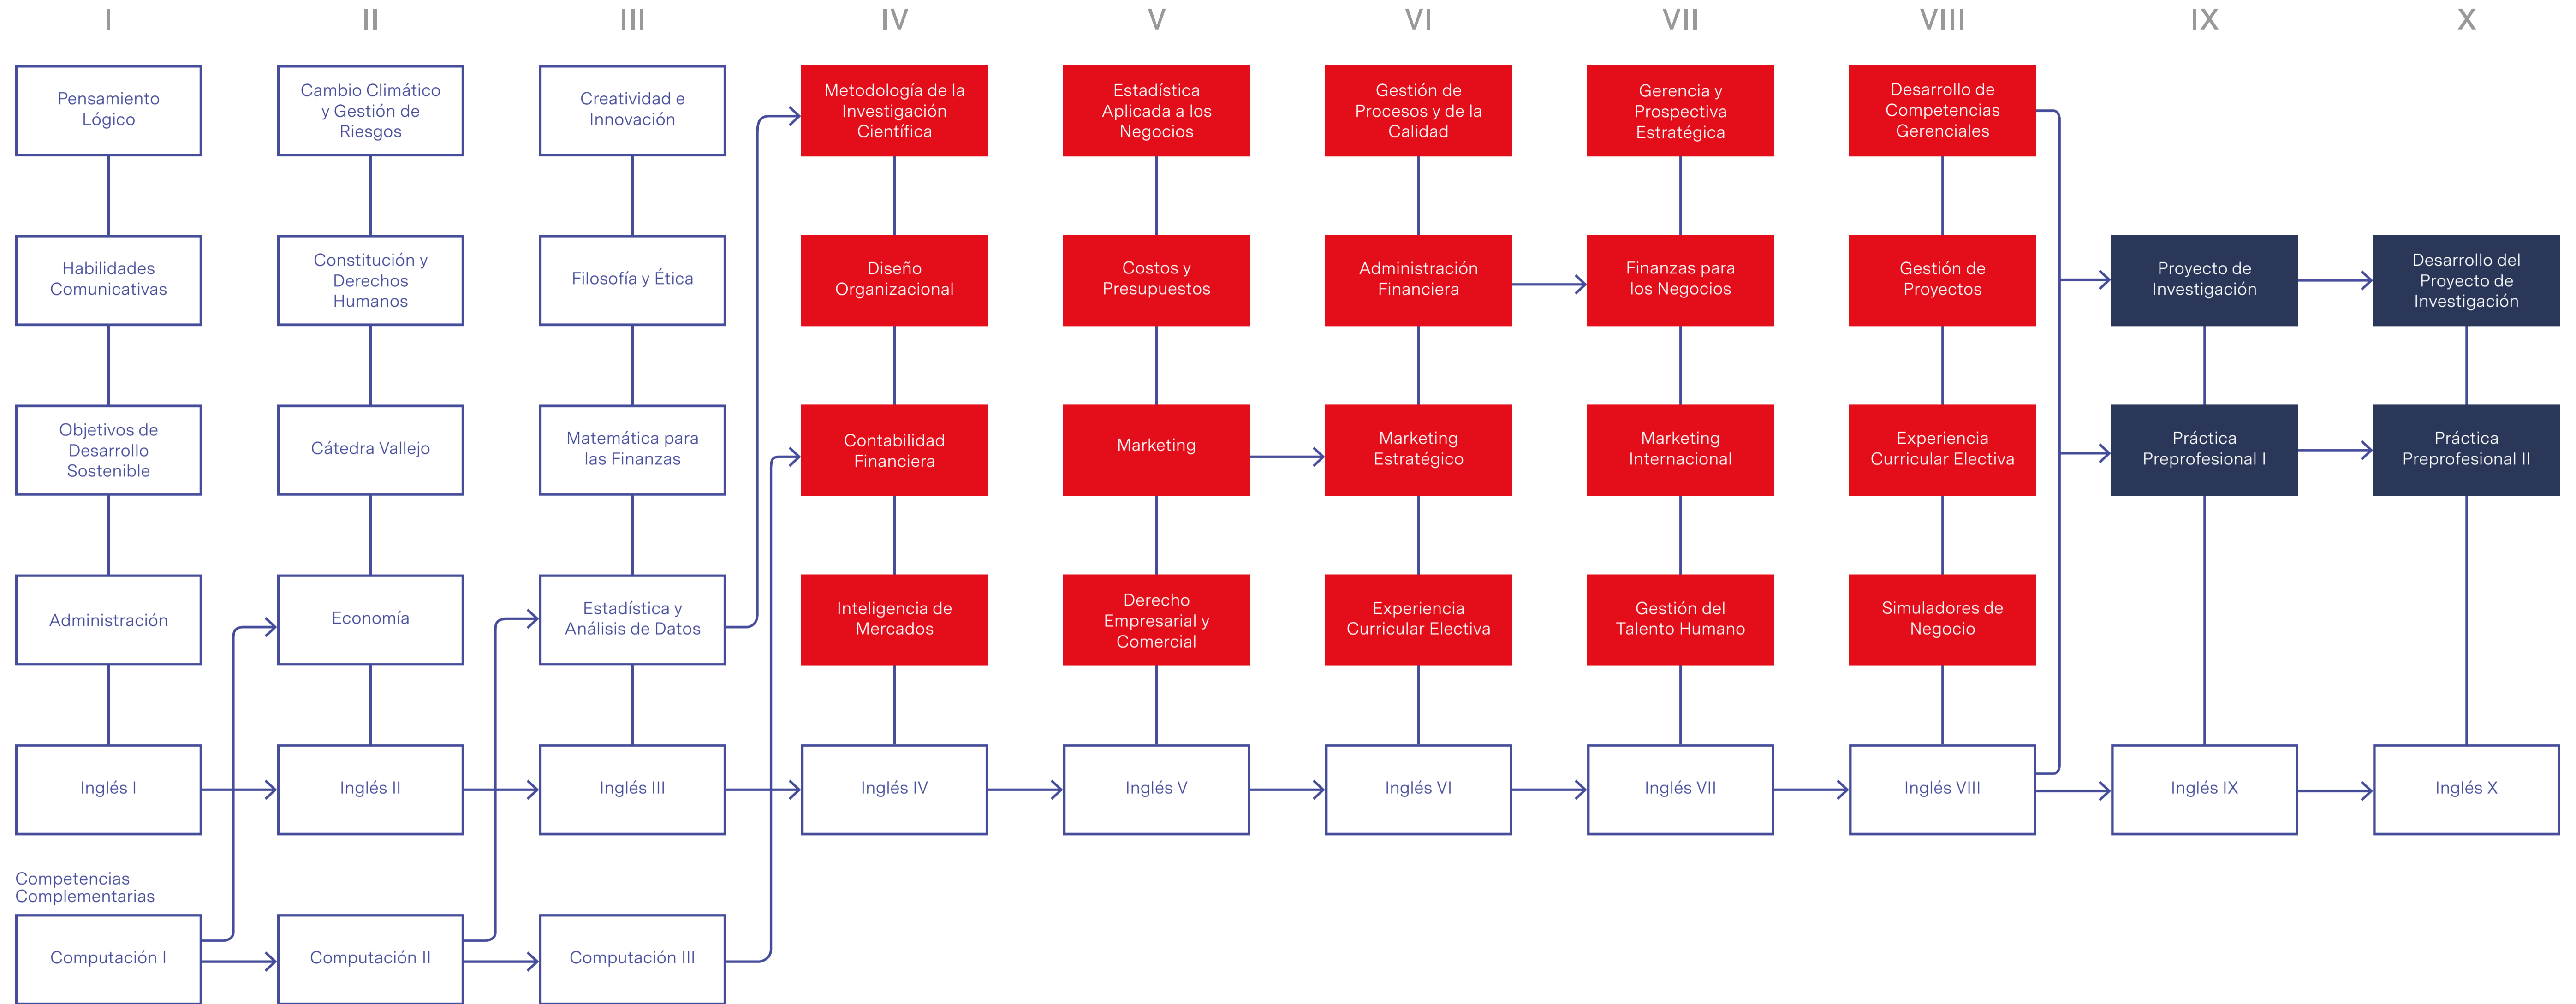 I
II
III
IV
V
VI
VII
VIII
IX
X
Pensamiento
Lógico
Cambio Climático
y Gestión de
Riesgos
Creatividad e
Innovación
Metodología de la
Investigación
Científica
Estadística
Aplicada a los
Negocios
Gestión de
Procesos y de la
Calidad
Gerencia y
Prospectiva
Estratégica
Desarrollo de
Competencias
Gerenciales
Habilidades
Comunicativas
Constitución y
Derechos
Humanos
Filosofía y Ética
Diseño
Organizacional
Costos y
Presupuestos
Administración
Financiera
Finanzas para
los Negocios
Gestión de
Proyectos
Proyecto de
Investigación
Desarrollo del
Proyecto de
Investigación
Objetivos de
Desarrollo
Sostenible
Cátedra Vallejo
Matemática para
las Finanzas
Contabilidad
Financiera
Marketing
Marketing
Estratégico
Marketing
Internacional
Experiencia
Curricular Electiva
Práctica
Preprofesional I
Práctica
Preprofesional II
Administración
Economía
Estadística y
Análisis de Datos
Inteligencia de
Mercados
Derecho
Empresarial y
Comercial
Experiencia
Curricular Electiva
Gestión del
Talento Humano
Simuladores de
Negocio
Inglés I
Inglés II
Inglés III
Inglés IV
Inglés V
Inglés VI
Inglés VII
Inglés VIII
Inglés IX
Inglés X
Competencias
Complementarias
Computación I
Computación II
Computación III